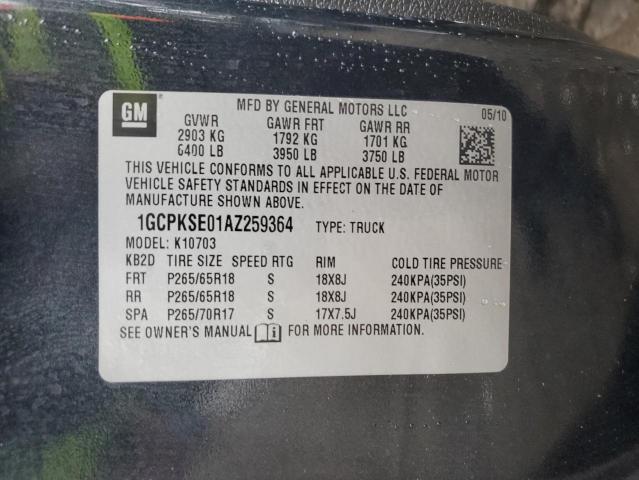 GM
MFD BY GENERAL MOTORS LLC
05/10
GVWR GAWR FRT GAWR RR
2903 KG 1792 KG 1701 KG
6400 LB 3950 LB 3750 LB
THIS VEHICLE CONFORMS TO ALL APPLICABLE U.S. FEDERAL MOTOR
VEHICLE SAFETY STANDARDS IN EFFECT ON THE DATE OF
MANUFACTURE SHOWN ABOVE.
1GCPKSE01AZ259364 TYPE: TRUCK
MODEL: K10703
KB2D TIRE SIZE SPEED RTG RIM COLD TIRE PRESSURE
FRT P265/65R18 S 18X8J 240KPA(35PSI)
RR P265/65R18 S 18X8J 240KPA(35PSI)
SPA P265/70R17 S 17X7.5J 240KPA(35PSI)
SEE OWNER'S MANUAL FOR MORE INFORMATION.